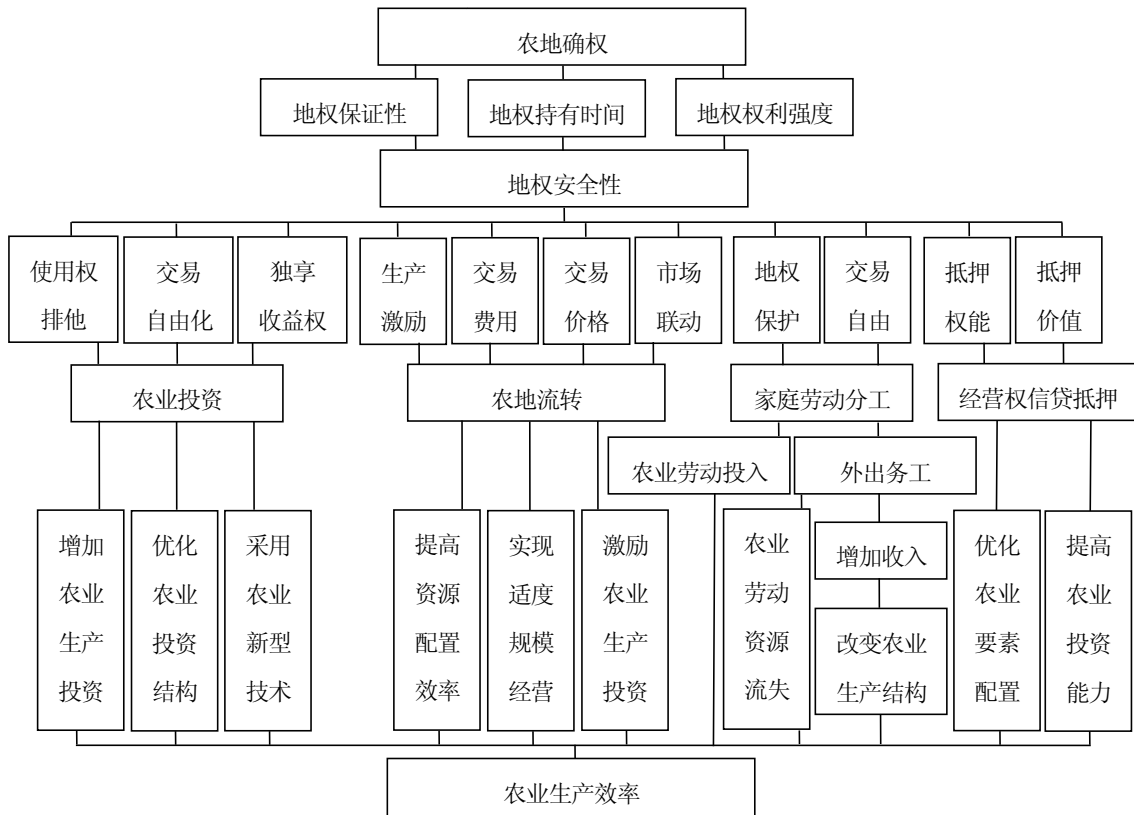 农地确权
地权保证性
地权持有时间
地权权利强度
地权安全性
使用权
排他
交易
自由化
独享
收益权
生产
激励
交易
费用
交易
价格
市场
联动
地权
保护
交易
自由
抵押
权能
抵押
价值
农业投资
农地流转
家庭劳动分工
经营权信贷抵押
农业劳动投入
外出务工
增加
农业
生产
投资
优化
农业
投资
结构
采用
农业
新型
技术
提高
资源
配置
效率
实现
适度
规模
经营
激励
农业
生产
投资
农业
劳动
资源
流失
增加收入
改变农业
生产结构
优化
农业
要素
配置
提高
农业
投资
能力
农业生产效率